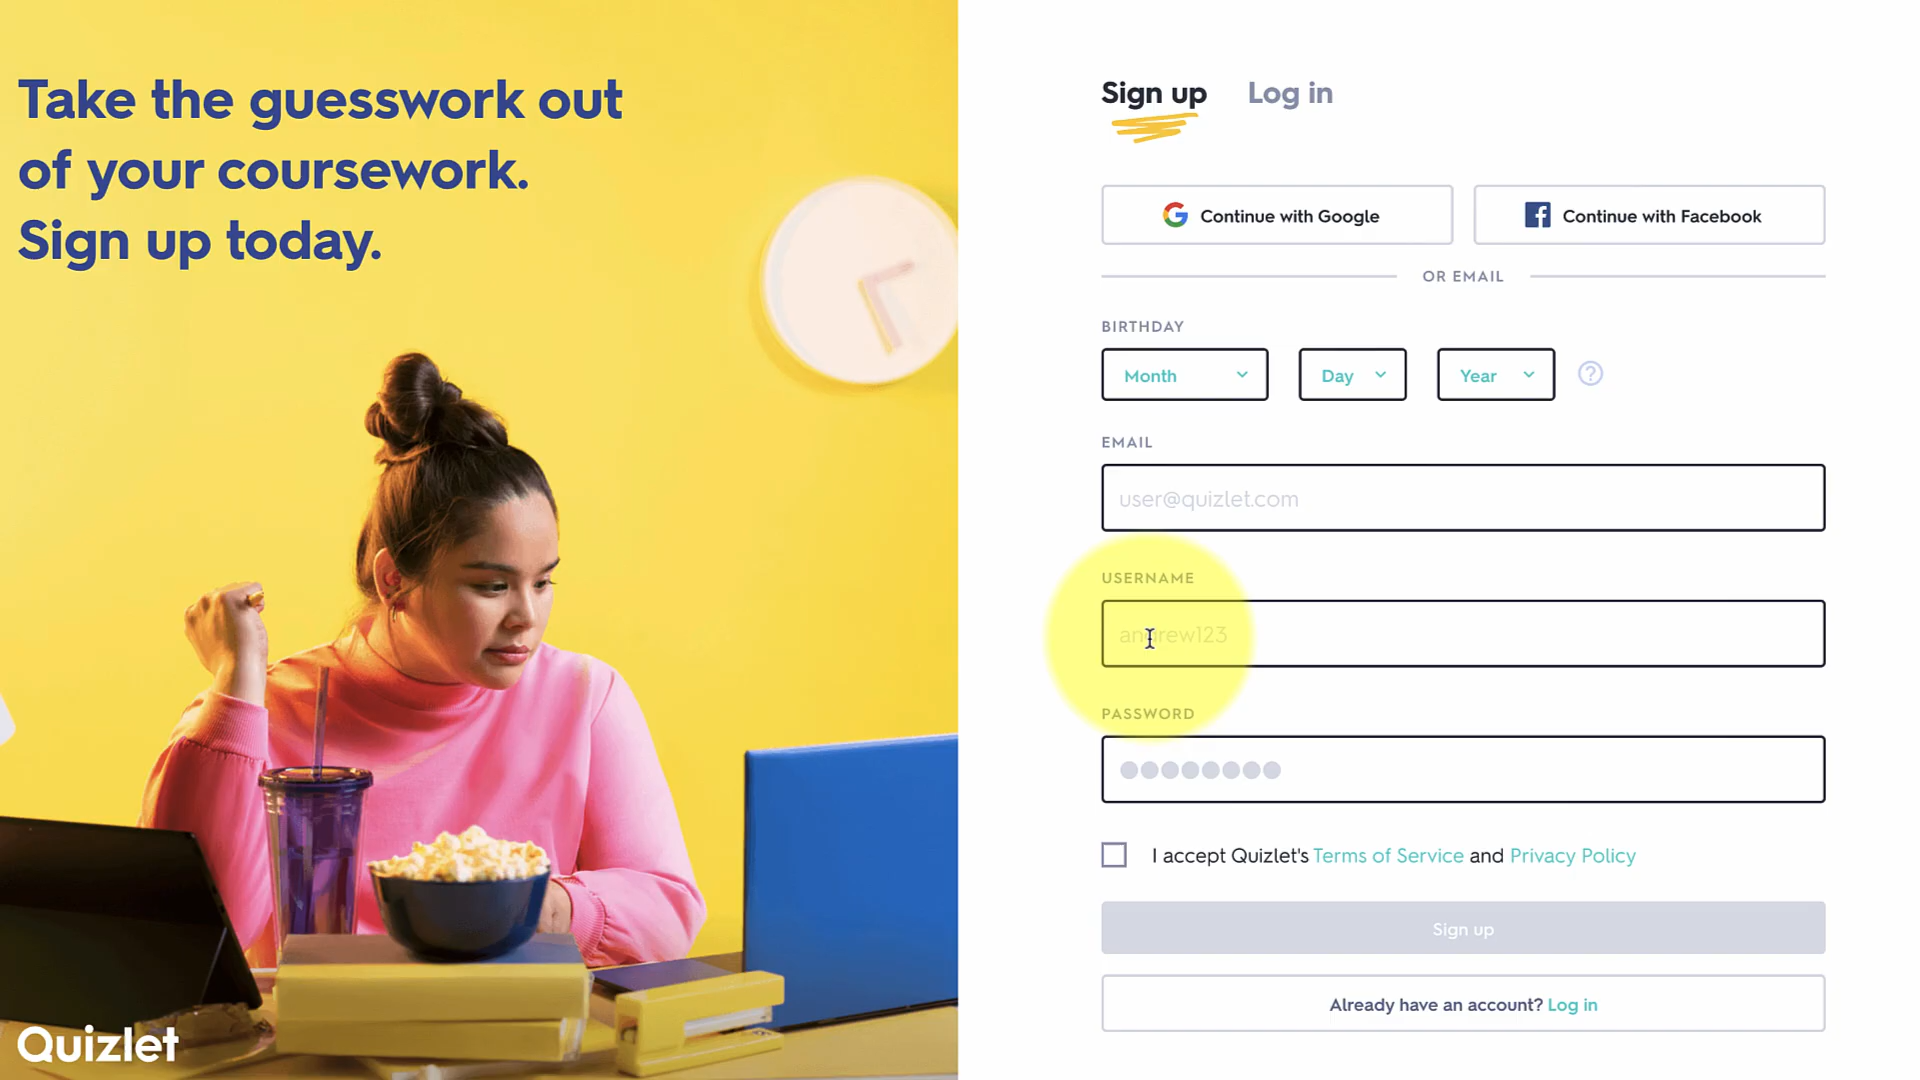 Take the guesswork out
of your coursework.
Sign up today.
Quizlet
Sign up
Log in
Continue with Google
Continue with Facebook
OR EMAIL
BIRTHDAY
Month
Day
Year
?
EMAIL
user@quizlet.com
USERNAME
andrew123
PASSWORD
I accept Quizlet's Terms of Service and Privacy Policy
Sign up
Already have an account? Log in